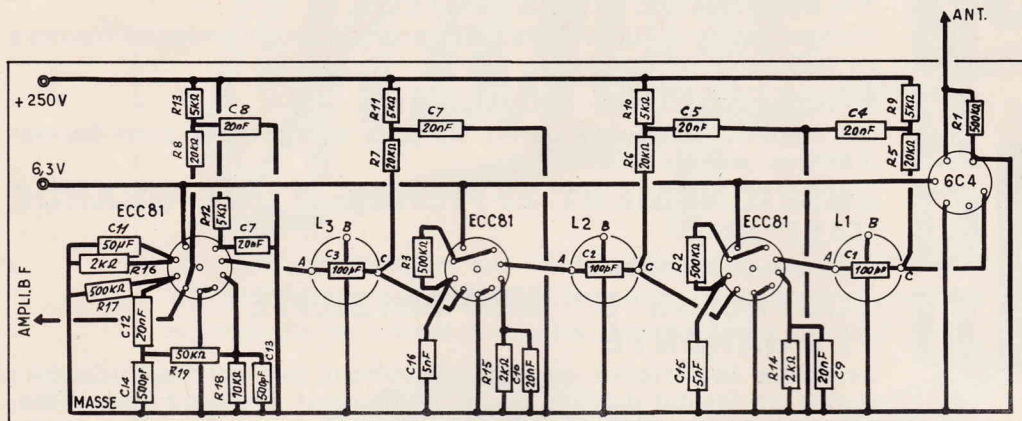 ANT.
+250V
R13
5KΩ
C8
20nF
R11
5KΩ
C7
20nF
R10
5KΩ
C5
20nF
C4
20nF
R9
5KΩ
R1
500KΩ
R8
20KΩ
R7
20KΩ
R6
20KΩ
R5
20KΩ
6,3V
6C4
ECC81
R12
5KΩ
C7
20nF
L3
B
ECC81
L2
B
ECC81
L1
B
C11
50µF
2KΩ
R16
500KΩ
R17
A
C3
100pF
C
R3
500KΩ
A
C2
100pF
C
R2
500KΩ
A
C1
100pF
C
AMPLI.BF
C12
20nF
50KΩ
R19
C14
500pF
R18
10KΩ
C13
500pF
C16
5nF
R15
2KΩ
C10
20nF
C15
5nF
R14
2KΩ
20nF
C9
MASSE